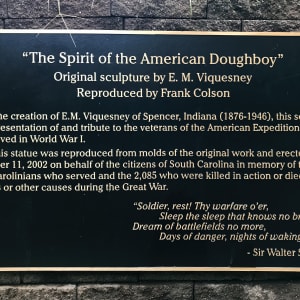 "The Spirit of the American Doughboy"
Original sculpture by E. M. Viquesney
Reproduced by Frank Colson
he creation of E.M. Viquesney of Spencer, Indiana (1876-1946), this sc
resentation of and tribute to the veterans of the American Expedition
ved in World War I.
his statue was reproduced from molds of the original work and erecte
ber 11, 2002 on behalf of the citizens of South Carolina in memory of t
arolinians who served and the 2,085 who were killed in action or died
s or other causes during the Great War.
"Soldier, rest! Thy warfare o'er,
Sleep the sleep that knows no br
Dream of battlefields no more,
Days of danger, nights of waking
- Sir Walter S